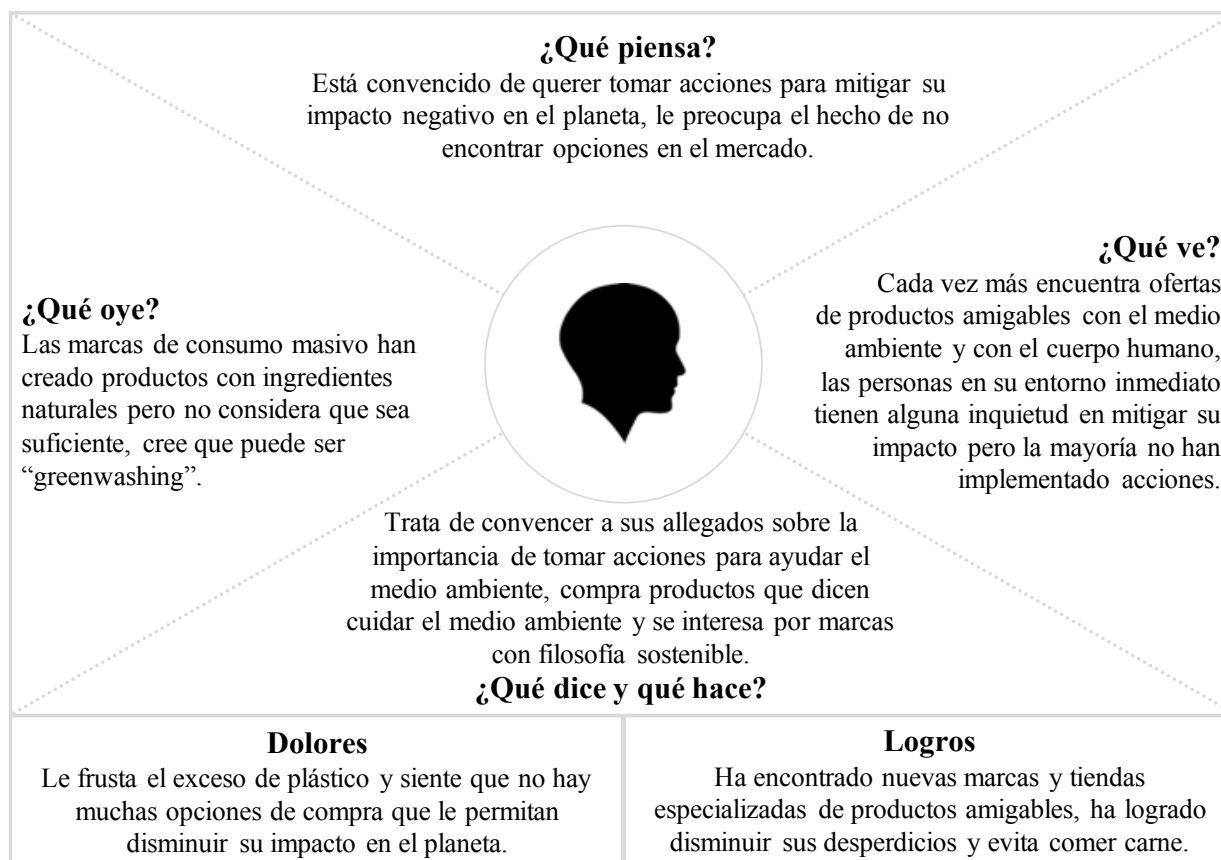 ¿Qué piensa?
Está convencido de querer tomar acciones para mitigar su
impacto negativo en el planeta, le preocupa el hecho de no
encontrar opciones en el mercado.
¿Qué oye?
Las marcas de consumo masivo han
creado productos con ingredientes
naturales pero no considera que sea
suficiente, cree que puede ser
“greenwashing”.
¿Qué ve?
Cada vez más encuentra ofertas
de productos amigables con el medio
ambiente y con el cuerpo humano,
las personas en su entorno inmediato
tienen alguna inquietud en mitigar su
impacto pero la mayoría no han
implementado acciones.
Trata de convencer a sus allegados sobre la
importancia de tomar acciones para ayudar el
medio ambiente, compra productos que dicen
cuidar el medio ambiente y se interesa por marcas
con filosofía sostenible.
¿Qué dice y qué hace?
Dolores
Le frusta el exceso de plástico y siente que no hay
muchas opciones de compra que le permitan
disminuir su impacto en el planeta.
Logros
Ha encontrado nuevas marcas y tiendas
especializadas de productos amigables, ha logrado
disminuir sus desperdicios y evita comer carne.